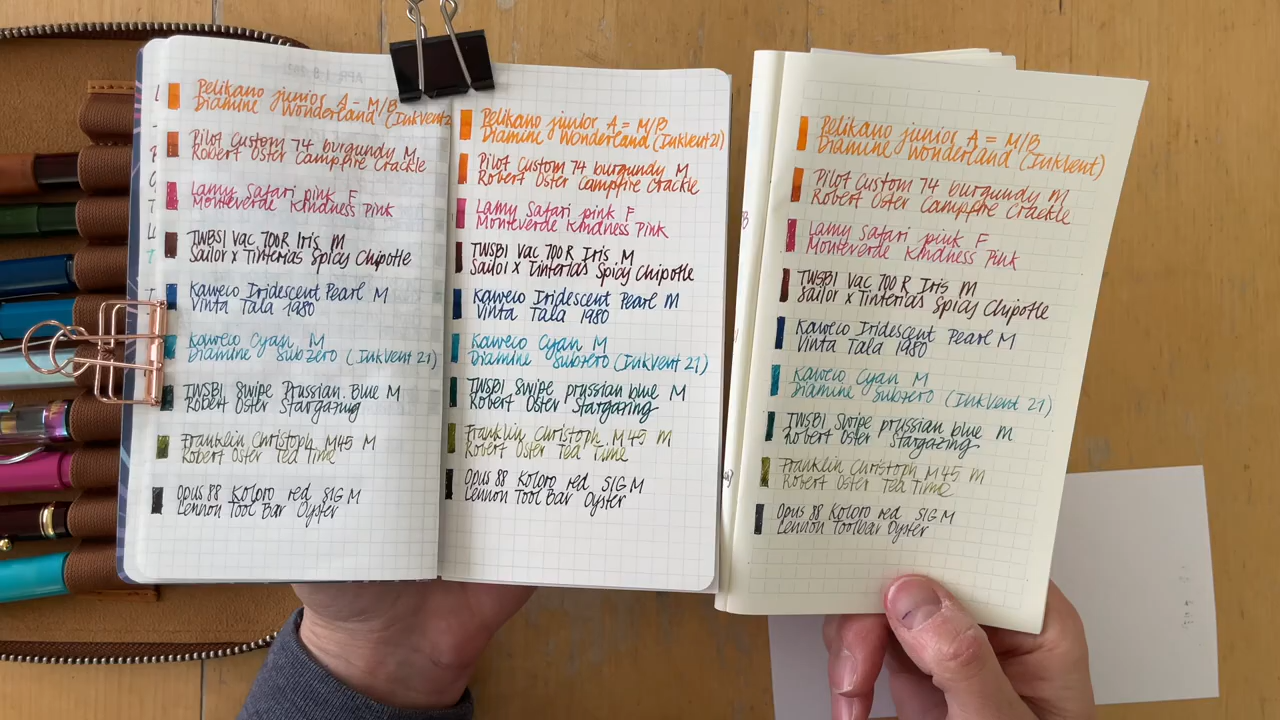 Pelikano junior A - M/B
Diamine Wonderland (InkVent2
Pilot Custom 74 burgundy M
Robert Oster Campfire Crackle
Lamy Safari pink F
Monteverde Kindness Pink
TWSBI Vac 700R Iris M
Sailor x Tinterias Spicy Chipotle
Kaweco Iridescent Pearl M
Vinta Tala 1980
Kaweco Cyan M
Diamine Subzero (InkVent 21)
TWSBI Swipe Prussian Blue M
Robert Oster Stargazing
Franklin Christoph M45 M
Robert Oster Tea Time
Opus 88 Koloro red SIG M
Lennon Tool Bar Oyster
Pelikano junior A = M/B
Diamine Wonderland (InkVent21)
Pilot Custom 74 burgundy M
Robert Oster Campfire Crackle
Lamy Safari pink F
Monteverde Kindness Pink
TWSBI Vac 700R Iris M
Sailor x Tinterias Spicy Chipotle
Kaweco Iridescent Pearl M
Vinta Tala 1980
Kaweco Cyan M
Diamine Subzero (InkVent 21)
TWSBI Swipe prussian blue M
Robert Oster Stargazing
Franklin Christoph M45 M
Robert Oster Tea Time
Opus 88 Koloro red SIG M
Lennon Tool Bar Oyster
Pelikano junior A = M/B
Diamine Wonderland (InkVent)
Pilot Custom 74 burgundy M
Robert Oster Campfire Crackle
Lamy Safari pink F
Monteverde Kindness Pink
TWSBI Vac 700R Iris M
Sailor x Tinterias Spicy Chipotle
Kaweco Iridescent Pearl M
Vinta Tala 1980
Kaweco Cyan M
Diamine Subzero (InkVent 21)
TWSBI Swipe prussian blue M
Robert Oster Stargazing
Franklin Christoph M45 M
Robert Oster Tea Time
Opus 88 Koloro red SIG M
Lennon Toolbar Oyster